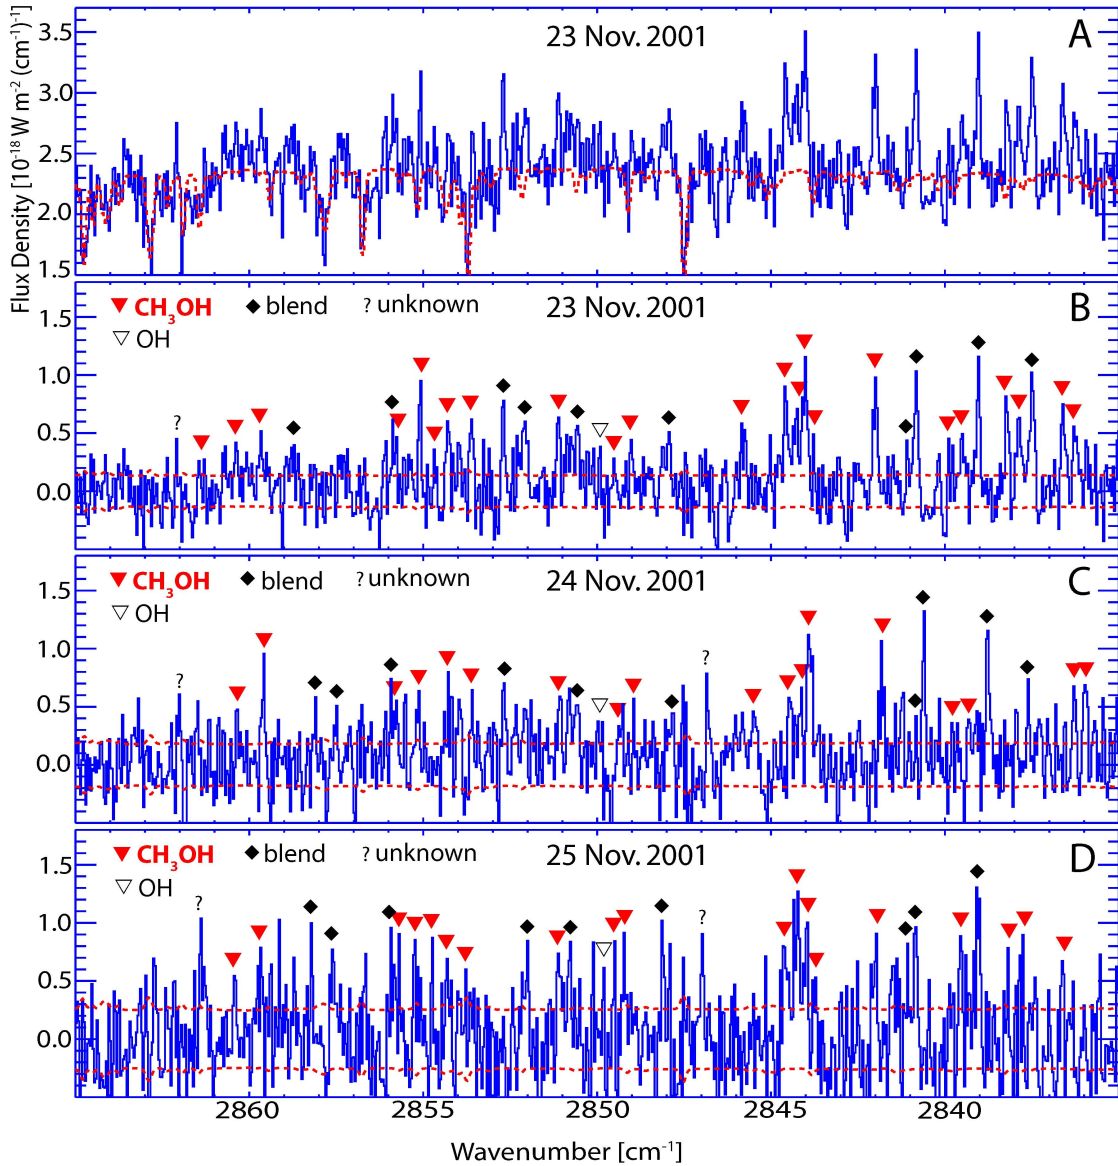 Flux Density [10⁻¹⁸ W m⁻² (cm⁻¹)⁻¹]
23 Nov. 2001
A
3.5
3.0
2.5
2.0
1.5
CH₃OH blend ? unknown
OH
23 Nov. 2001
B
1.5
1.0
0.5
0.0
?
CH₃OH blend ? unknown
OH
24 Nov. 2001
C
1.5
1.0
0.5
0.0
?
?
CH₃OH blend ? unknown
OH
25 Nov. 2001
D
1.5
1.0
0.5
0.0
?
?
2860 2855 2850 2845 2840
Wavenumber [cm⁻¹]